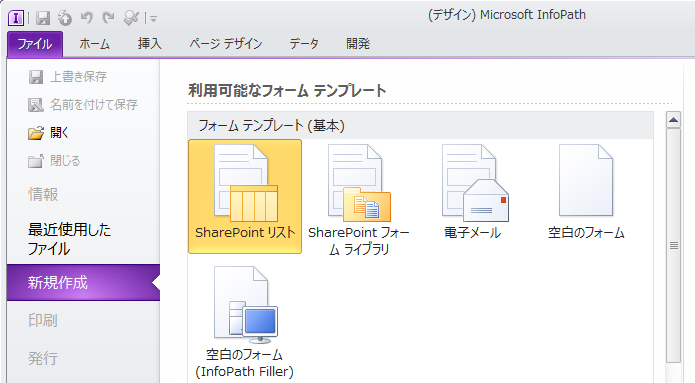 (デザイン) Microsoft InfoPath
ファイル ホーム 挿入 ページ デザイン データ 開発
上書き保存
名前を付けて保存
開く
閉じる
情報
最近使用した
ファイル
新規作成
印刷
発行
利用可能なフォーム テンプレート
フォーム テンプレート (基本)
SharePoint リスト
SharePoint フォー
ム ライブラリ
電子メール
空白のフォーム
空白のフォーム
(InfoPath Filler)